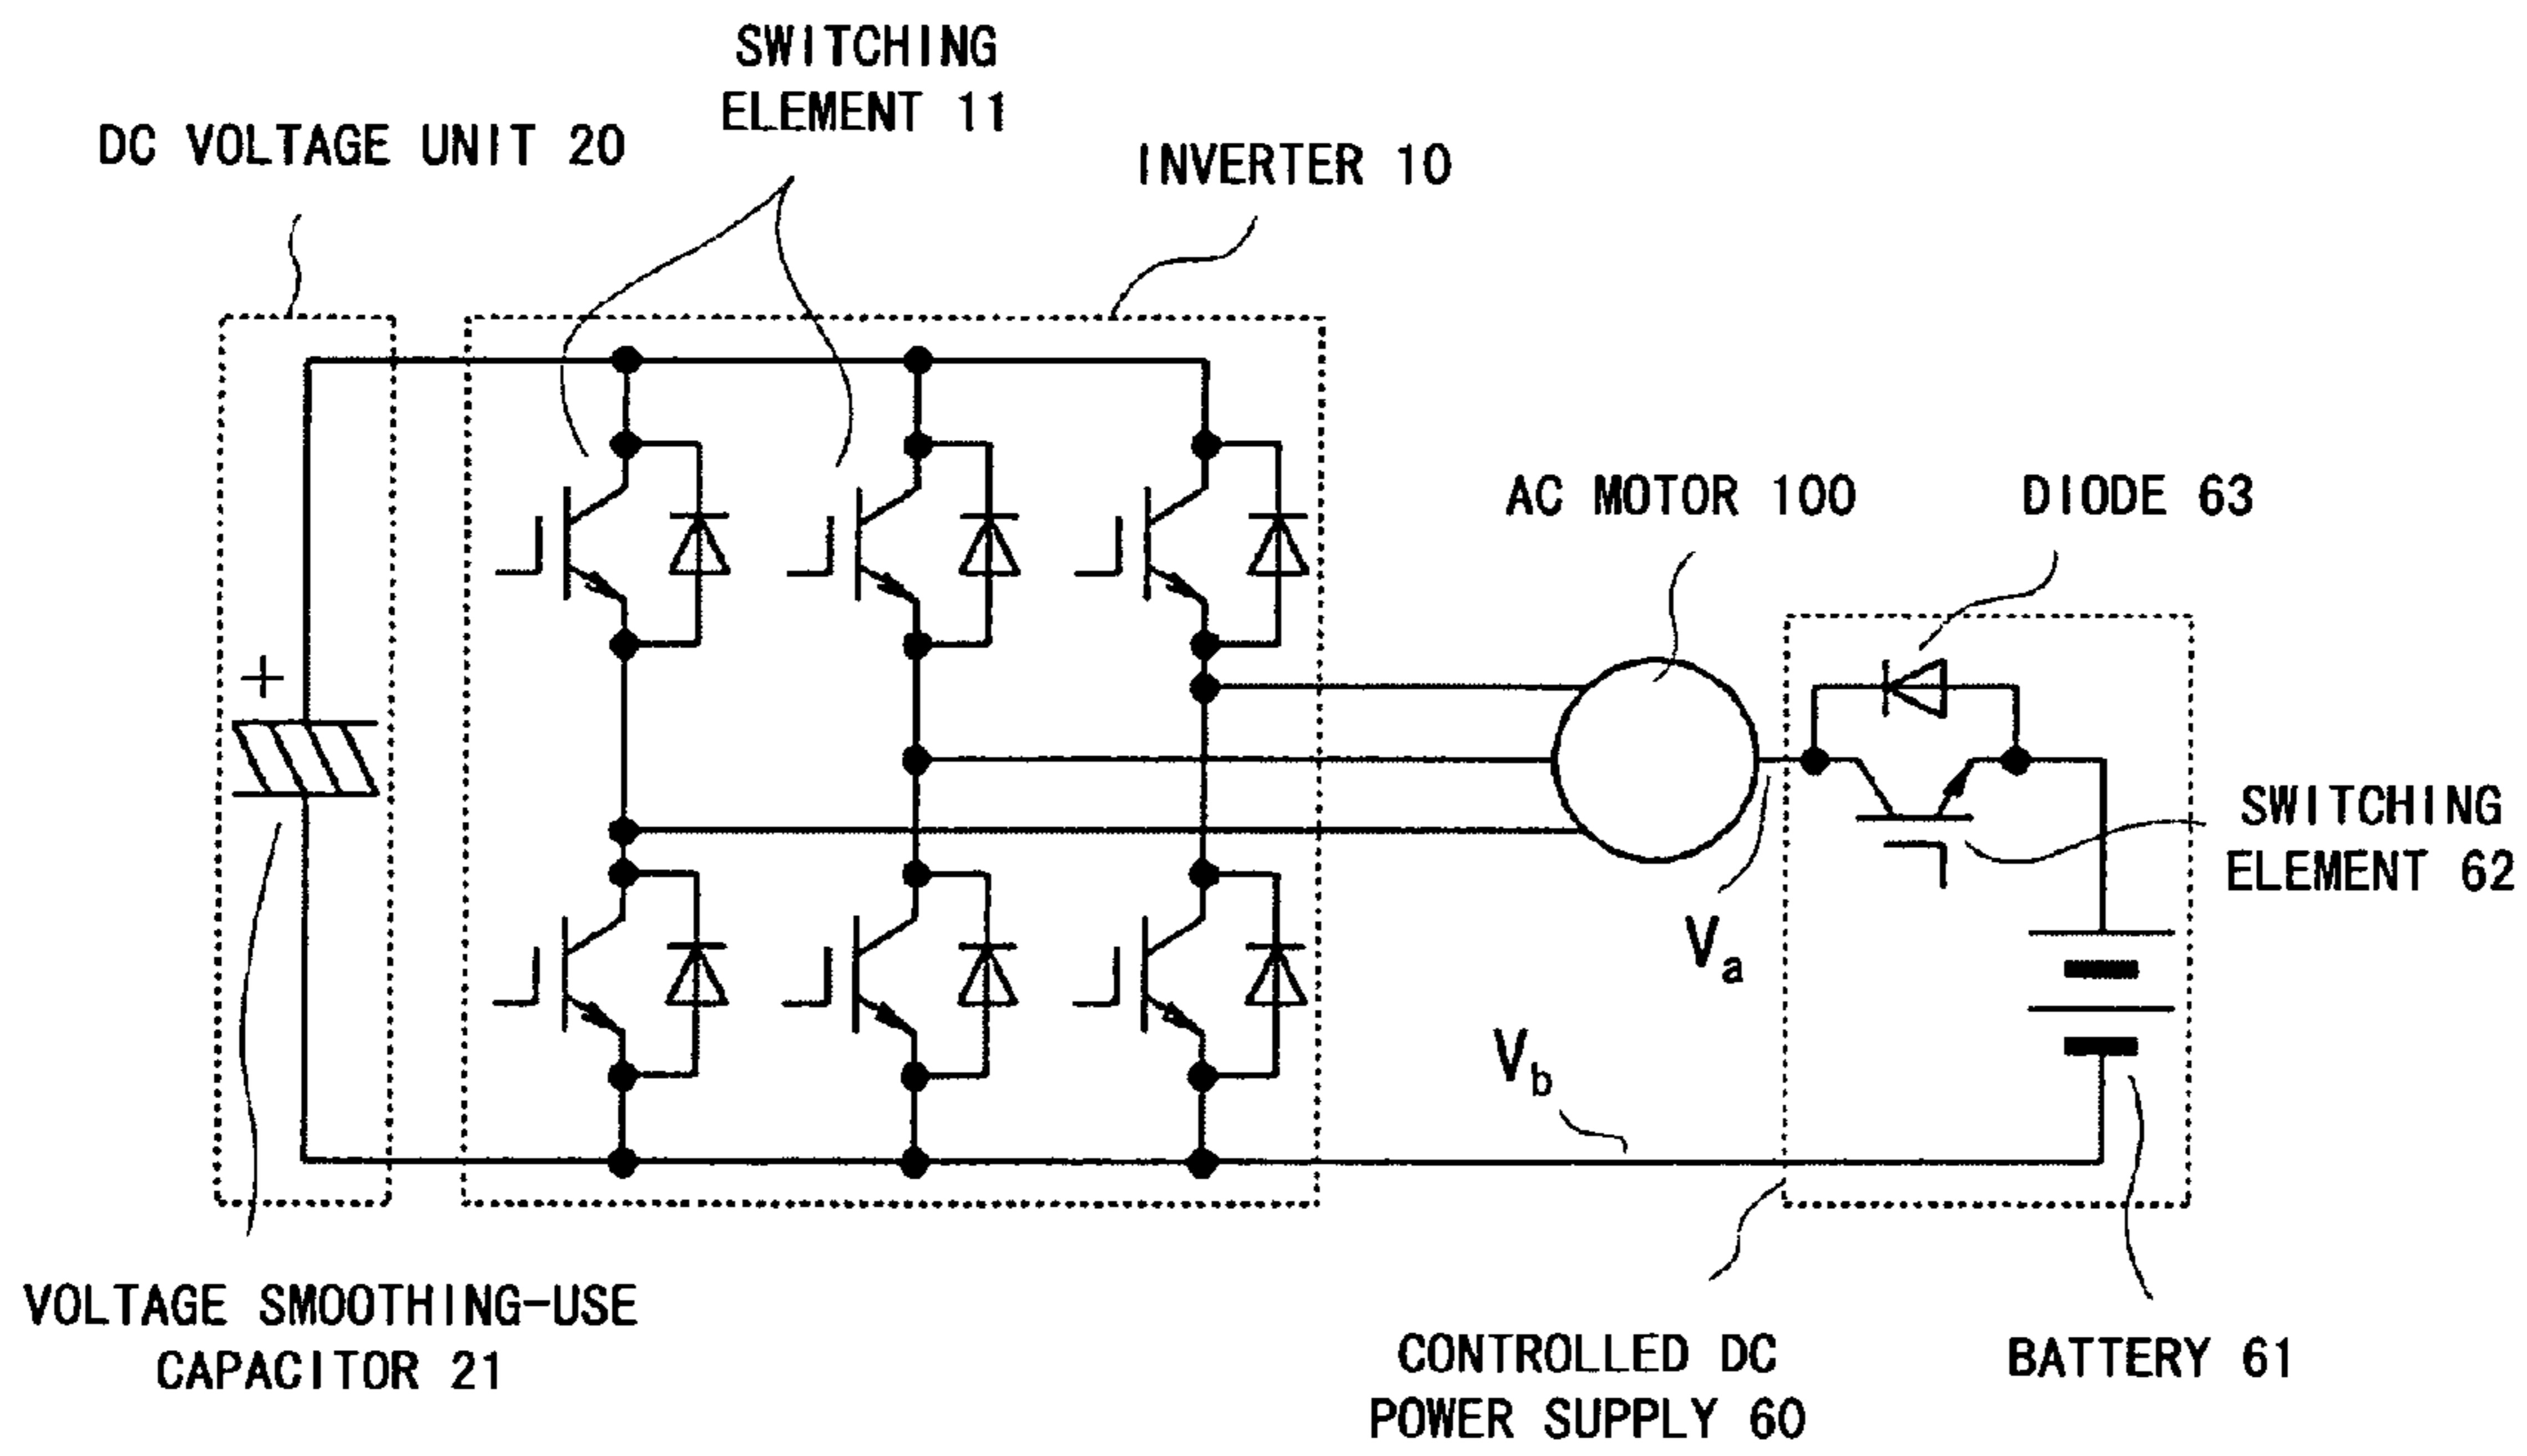 SWITCHING
ELEMENT 11
DC VOLTAGE UNIT 20
INVERTER 10
AC MOTOR 100
DIODE 63
+
SWITCHING
ELEMENT 62
Va
Vb
VOLTAGE SMOOTHING-USE
CAPACITOR 21
CONTROLLED DC
POWER SUPPLY 60
BATTERY 61